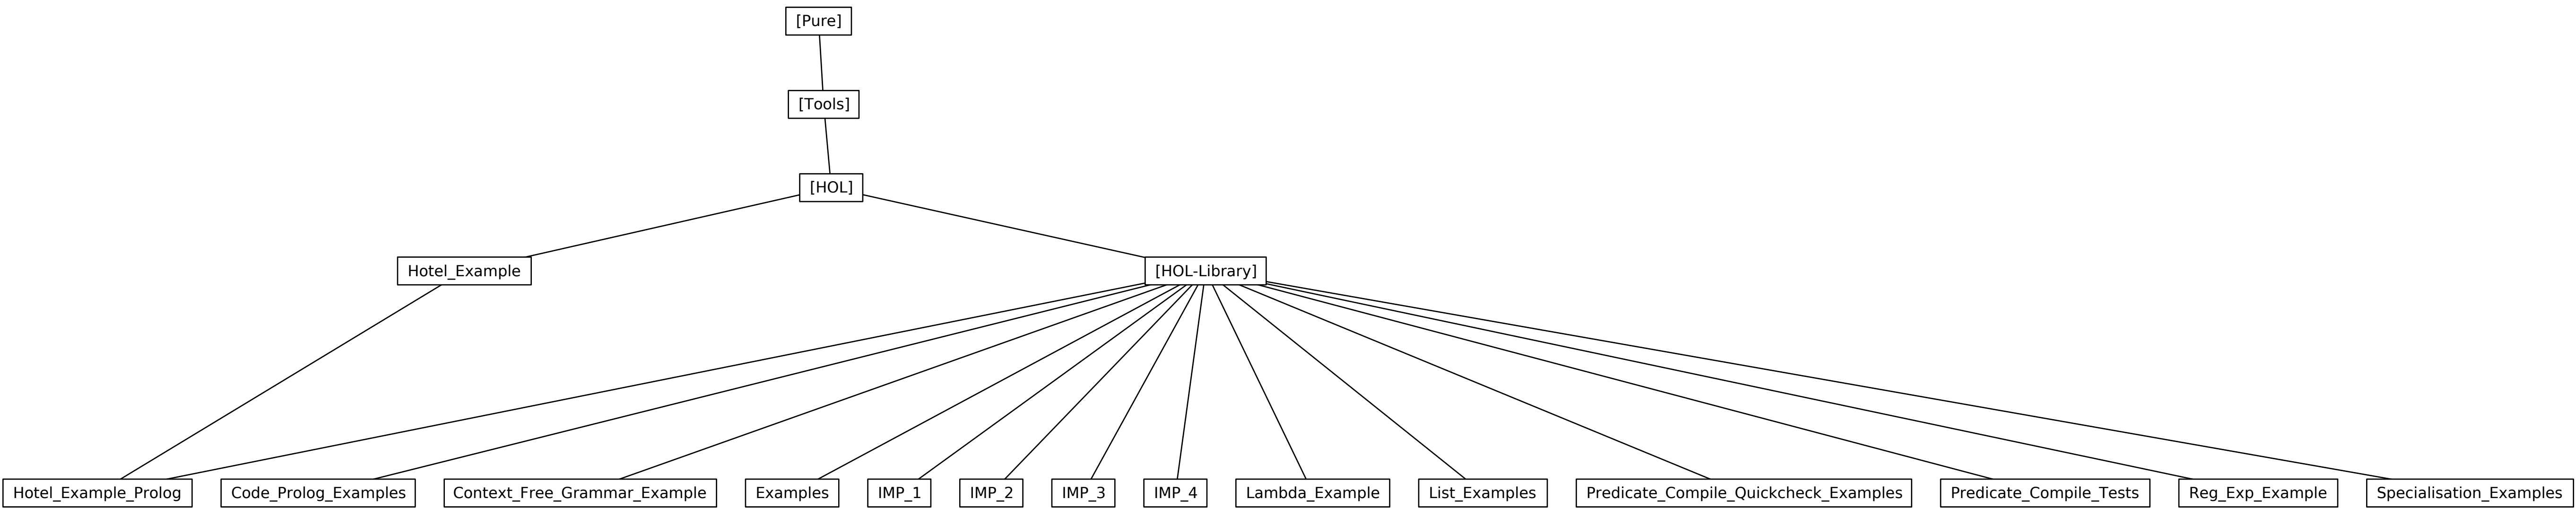 [Pure]
[Tools]
[HOL]
Hotel_Example
[HOL-Library]
Hotel_Example_Prolog
Code_Prolog_Examples
Context_Free_Grammar_Example
Examples
IMP_1
IMP_2
IMP_3
IMP_4
Lambda_Example
List_Examples
Predicate_Compile_Quickcheck_Examples
Predicate_Compile_Tests
Reg_Exp_Example
Specialisation_Examples